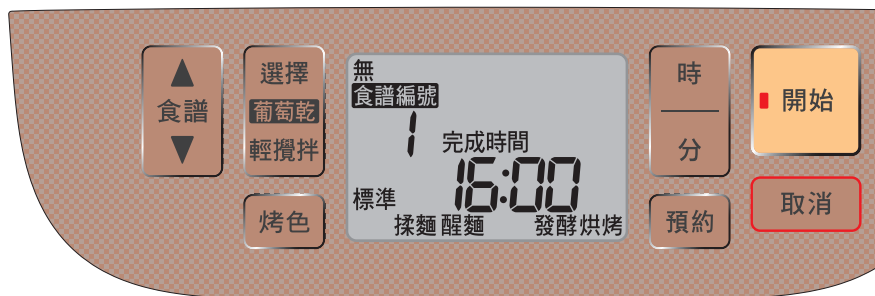 食譜
選擇
葡萄乾
輕攪拌
烤色
無
食譜編號
1
完成時間
16:00
標準
揉麵 醒麵 發酵 烘烤
時
分
預約
開始
取消